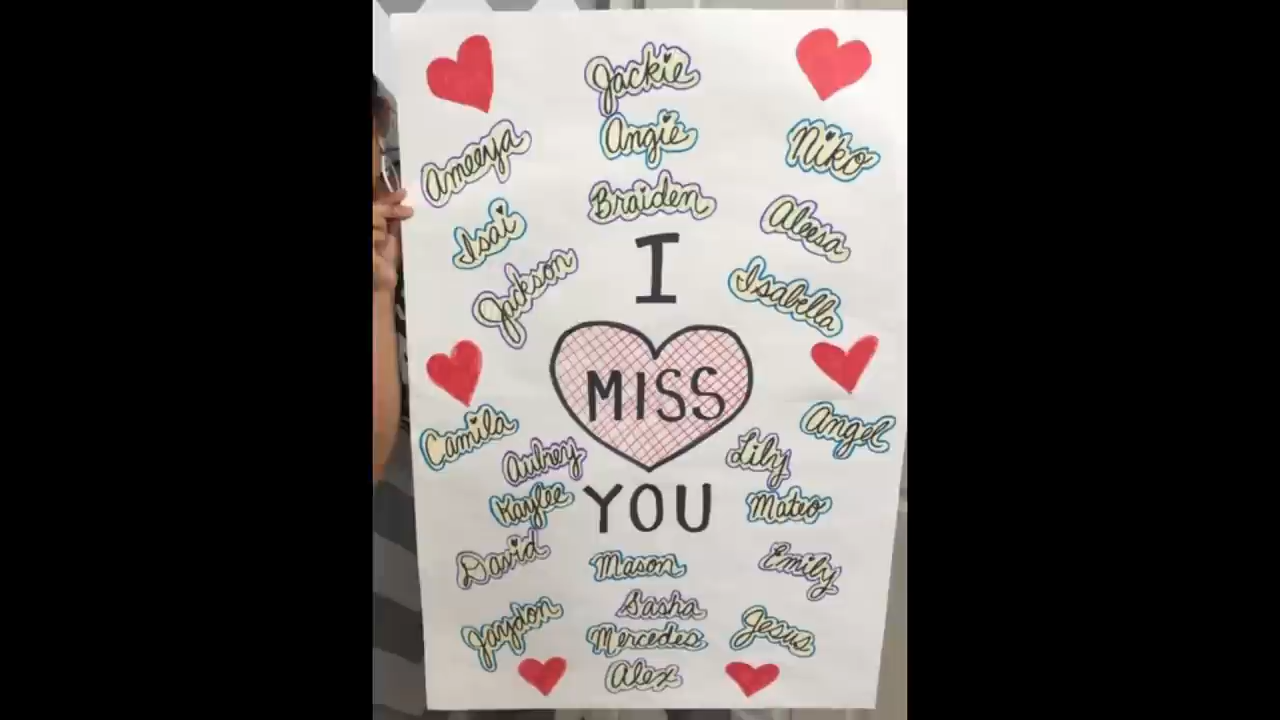 Jackie
Angie
Niko
Ameeya
Braiden
Aleesa
Isai
Jackson
Isabella
I
MISS
YOU
Camila
Angel
Aubrey
Lily
Kaylee
Mateo
David
Mason
Emily
Sasha
Jaydon
Mercedes
Jesus
Alex